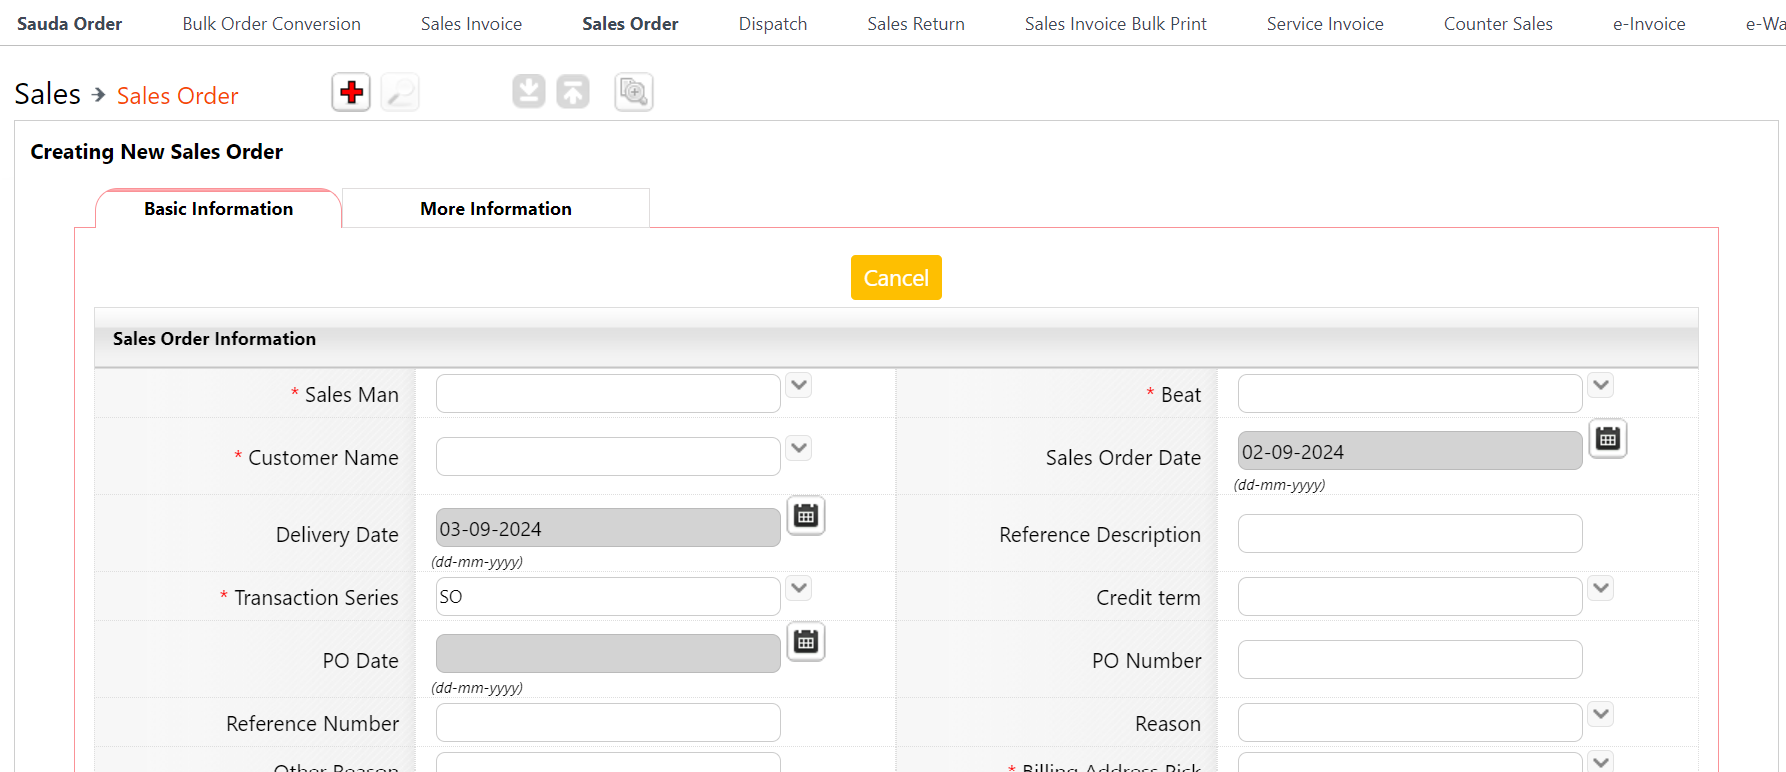 Sauda Order Bulk Order Conversion Sales Invoice Sales Order Dispatch Sales Return Sales Invoice Bulk Print Service Invoice Counter Sales e-Invoice e-Wa
Sales Sales Order
Creating New Sales Order
Basic Information More Information
Cancel
Sales Order Information
* Sales Man * Beat
* Customer Name Sales Order Date 02-09-2024
(dd-mm-yyyy)
Delivery Date 03-09-2024 Reference Description
(dd-mm-yyyy)
* Transaction Series SO Credit term
PO Date PO Number
(dd-mm-yyyy)
Reference Number Reason
Other Reason * Billing Address Pick